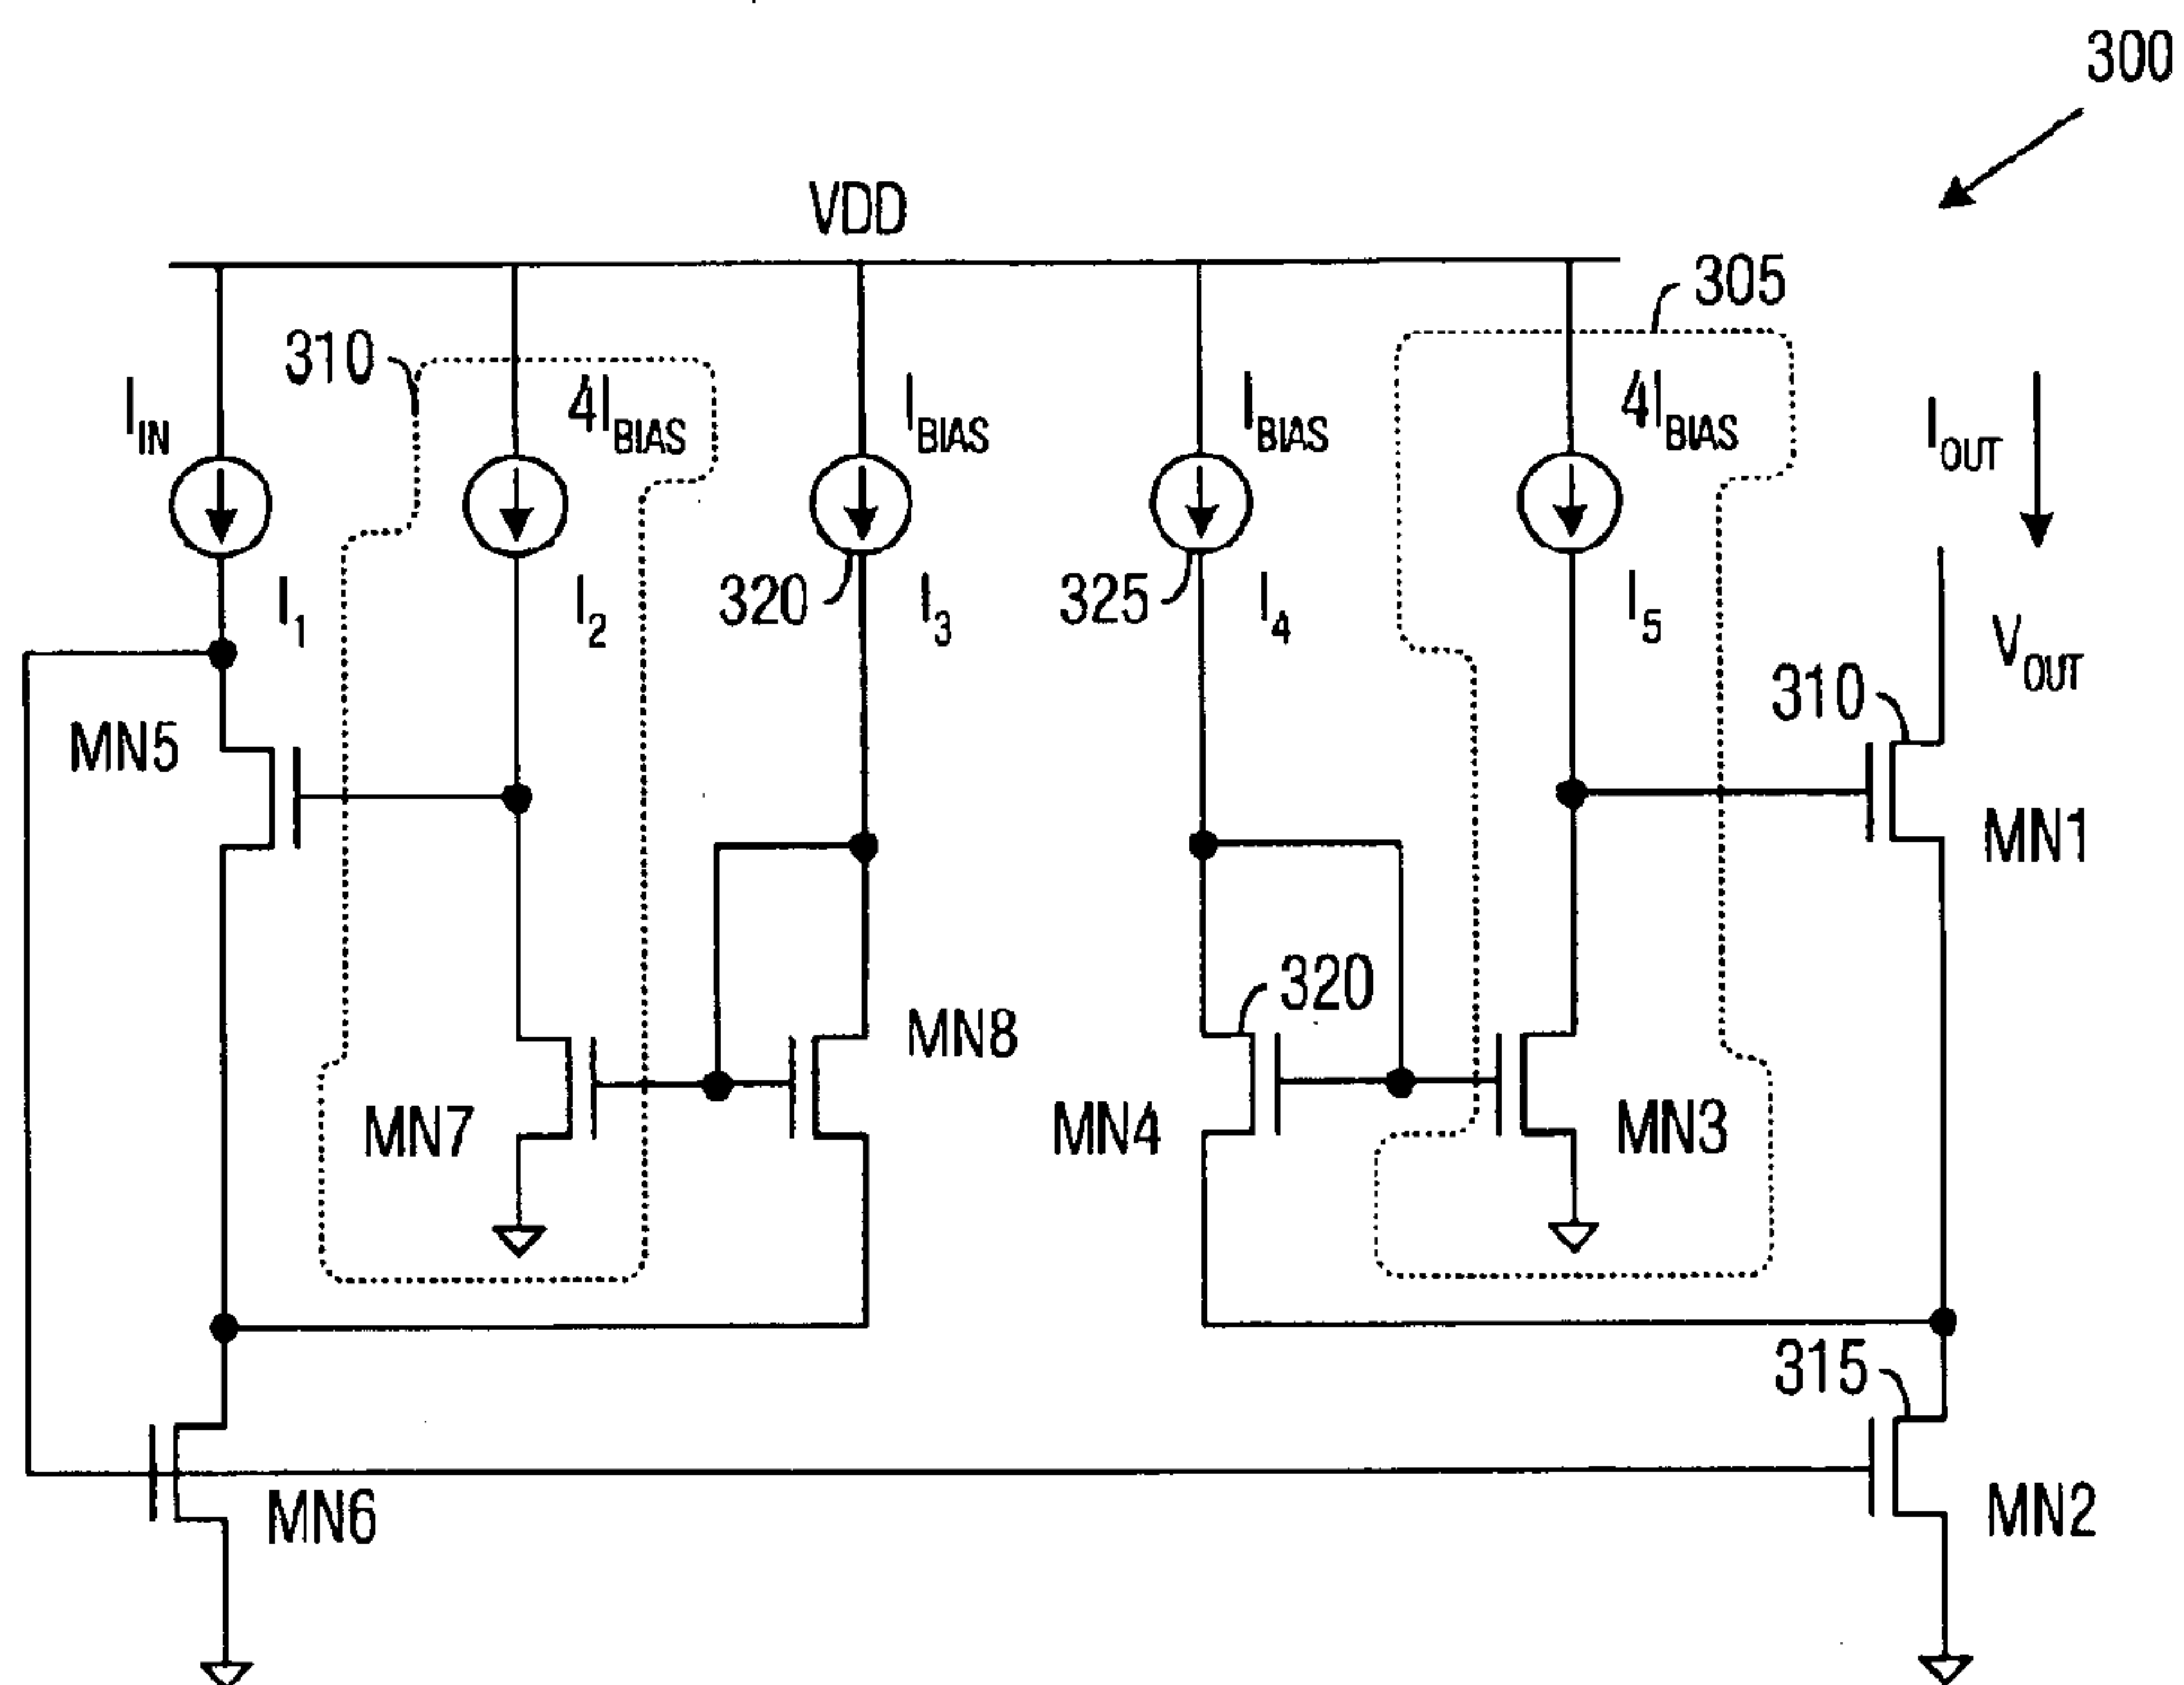 300
VDD
305
310
I_IN
4I_BIAS
I_BIAS
I_BIAS
4I_BIAS
I_OUT
I_1
I_2
320
I_3
325
I_4
I_5
V_OUT
310
MN5
MN1
320
MN8
MN7
MN4
MN3
315
MN6
MN2